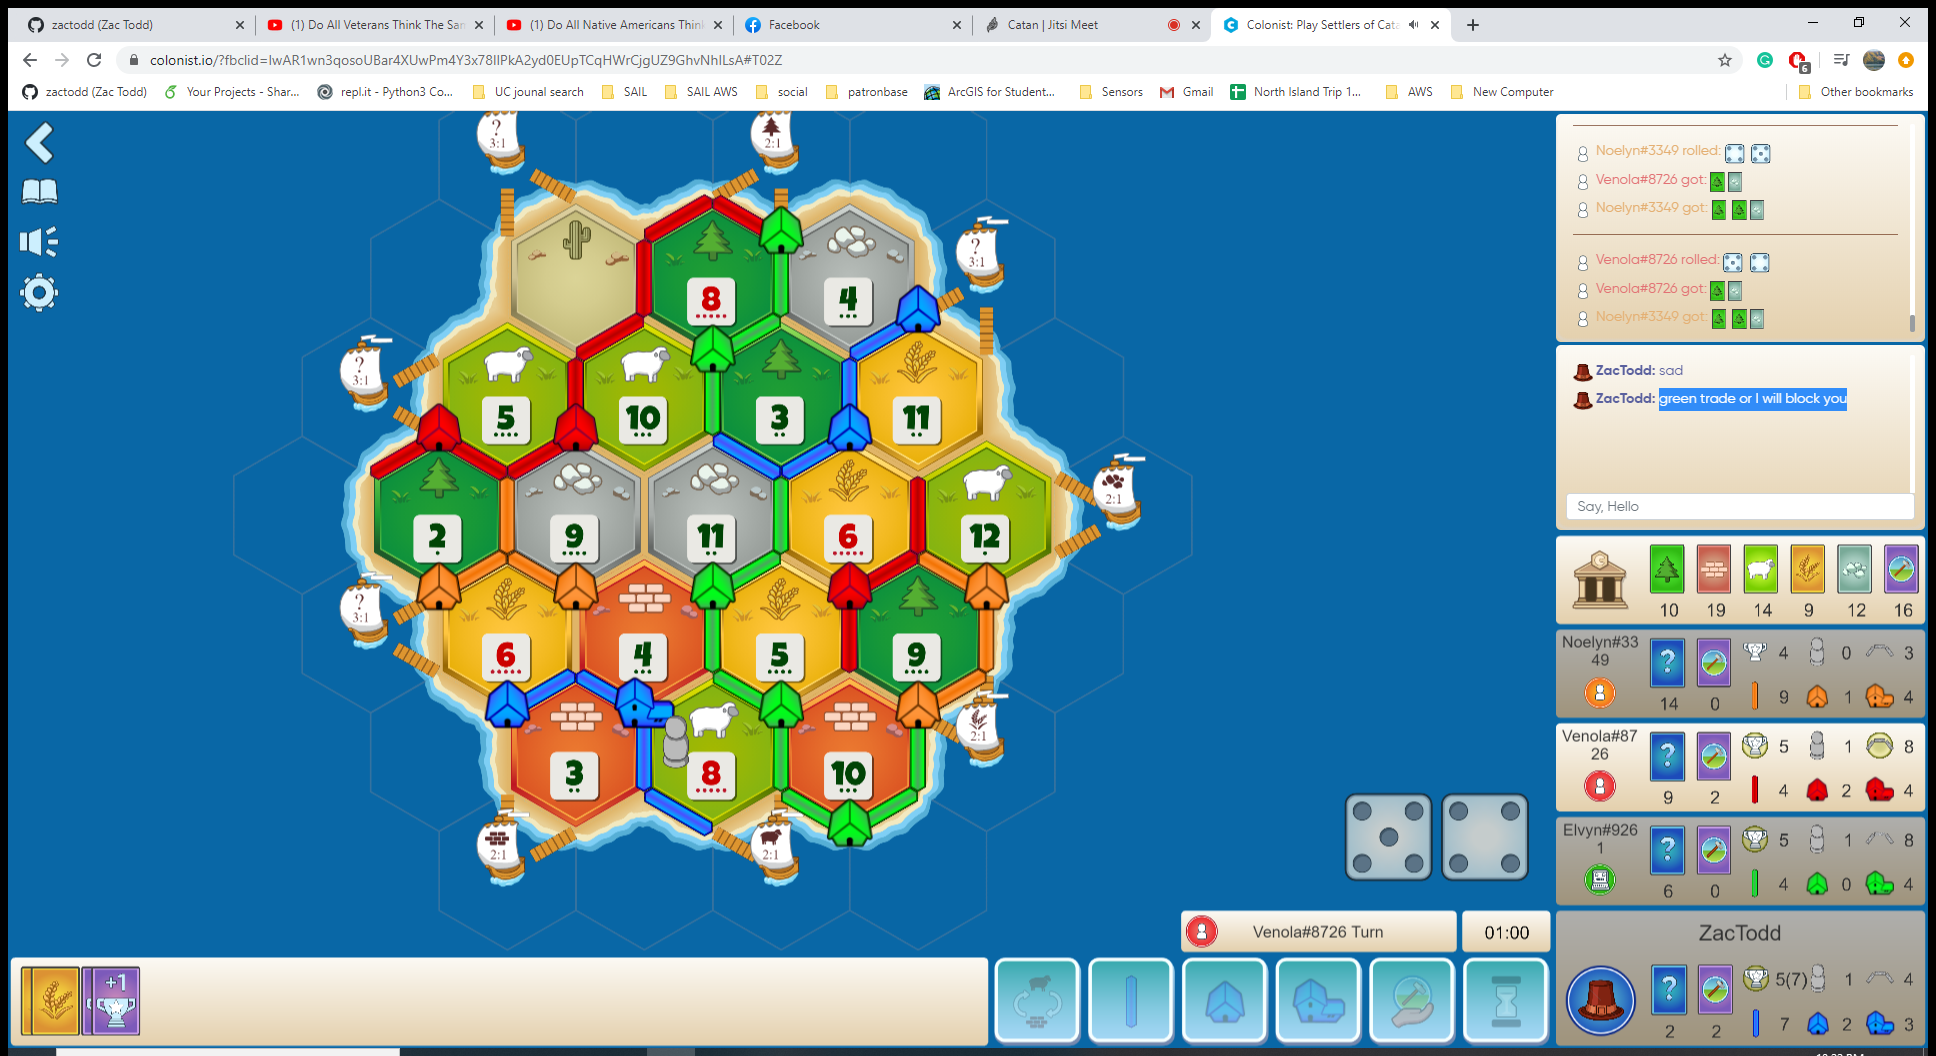 zactodd (Zac Todd)
(1) Do All Veterans Think The San
(1) Do All Native Americans Think
Facebook
Catan | Jitsi Meet
Colonist: Play Settlers of Cata
colonist.io/?fbclid=IwAR1wn3qosoUBar4XUwPm4Y3x78IlPkA2yd0EUpTCqHWrCjgUZ9GhvNhILsA#T02Z
6
zactodd (Zac Todd)
Your Projects - Shar...
repl.it - Python3 Co...
UC jounal search
SAIL
SAIL AWS
social
patronbase
ArcGIS for Student...
Sensors
Gmail
North Island Trip 1...
AWS
New Computer
Other bookmarks
? 3:1
2:1
? 3:1
8
4
? 3:1
5
10
3
11
2:1
2
9
11
6
12
? 3:1
6
4
5
9
2:1
3
8
10
2:1
2:1
Noelyn#3349 rolled:
Venola#8726 got:
Noelyn#3349 got:
Venola#8726 rolled:
Venola#8726 got:
Noelyn#3349 got:
ZacTodd: sad
ZacTodd: green trade or I will block you
Say, Hello
10 19 14 9 12 16
Noelyn#33
49
? 4 0 3
14 0 9 1 4
Venola#87
26
? 5 1 8
9 2 4 2 4
Elvyn#926
1
? 5 1 8
6 0 4 0 4
Venola#8726 Turn
01:00
ZacTodd
? 5(7) 1 4
2 2 7 2 3
+1